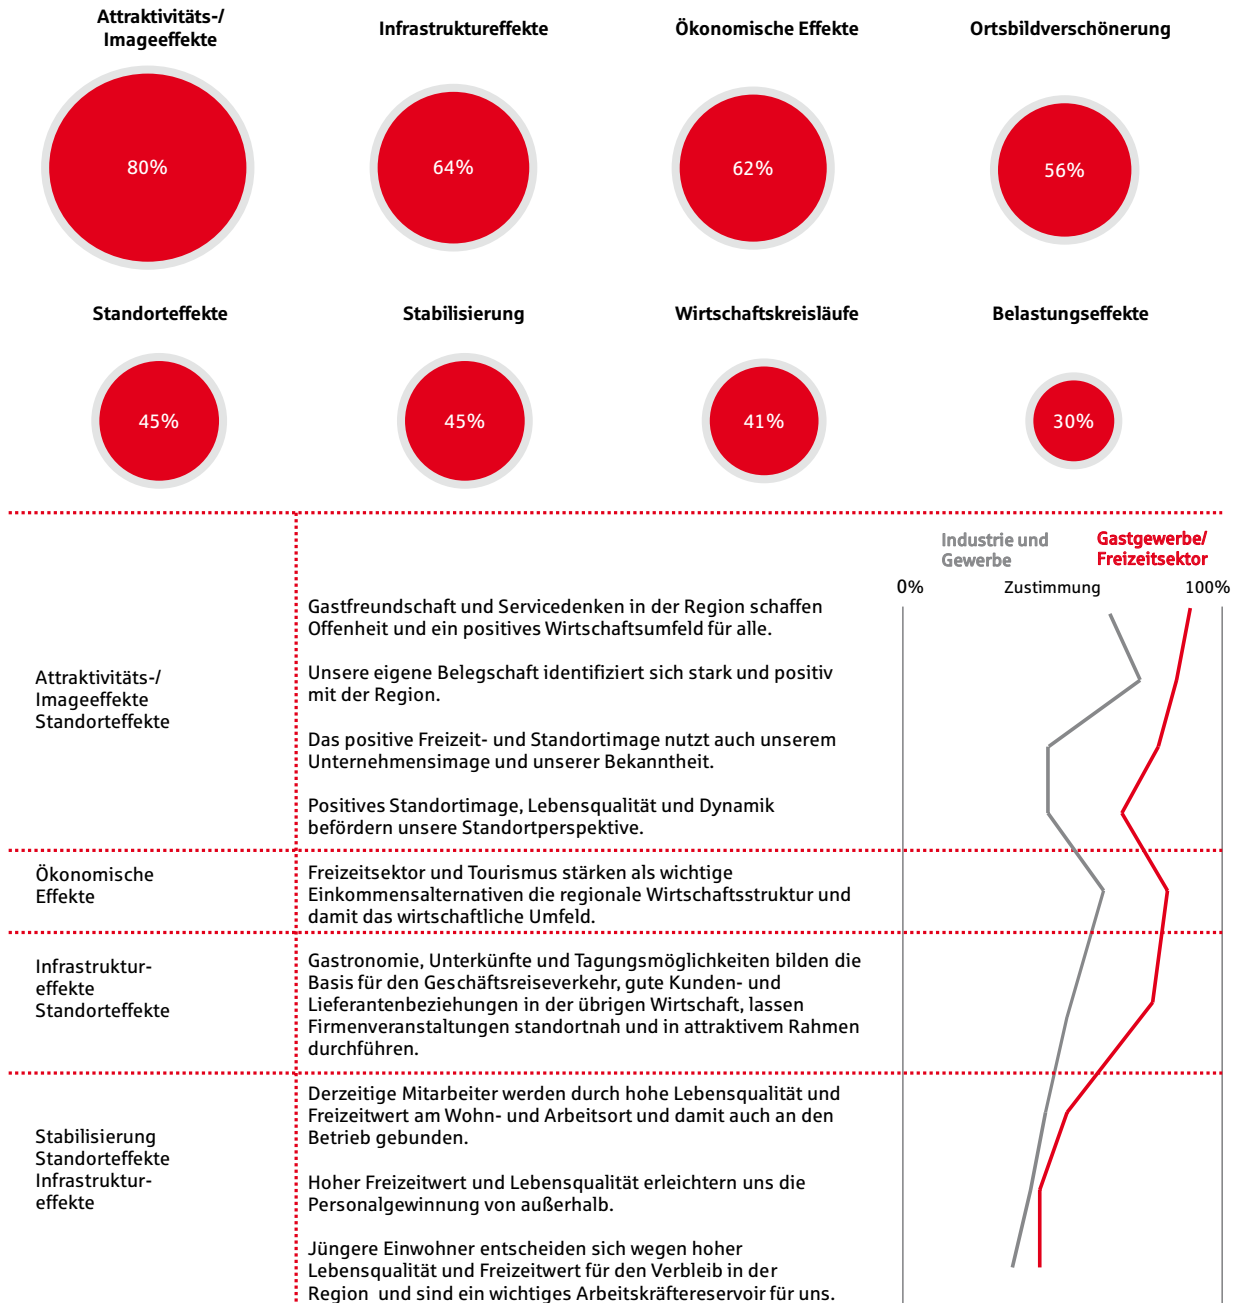 Attraktivitäts-/
Imageeffekte
Infrastruktureffekte
Ökonomische Effekte
Ortsbildverschönerung
80%
64%
62%
56%
Standorteffekte
Stabilisierung
Wirtschaftskreisläufe
Belastungseffekte
45%
45%
41%
30%
Industrie und
Gewerbe
Gastgewerbe/
Freizeitsektor
0%
Zustimmung
100%
Attraktivitäts-/
Imageeffekte
Standorteffekte
Gastfreundschaft und Servicedenken in der Region schaffen
Offenheit und ein positives Wirtschaftsumfeld für alle.
Unsere eigene Belegschaft identifiziert sich stark und positiv
mit der Region.
Das positive Freizeit- und Standortimage nutzt auch unserem
Unternehmensimage und unserer Bekanntheit.
Positives Standortimage, Lebensqualität und Dynamik
befördern unsere Standortperspektive.
Ökonomische
Effekte
Freizeitsektor und Tourismus stärken als wichtige
Einkommensalternativen die regionale Wirtschaftsstruktur und
damit das wirtschaftliche Umfeld.
Infrastruktur-
effekte
Standorteffekte
Gastronomie, Unterkünfte und Tagungsmöglichkeiten bilden die
Basis für den Geschäftsreiseverkehr, gute Kunden- und
Lieferantenbeziehungen in der übrigen Wirtschaft, lassen
Firmenveranstaltungen standortnah und in attraktivem Rahmen
durchführen.
Stabilisierung
Standorteffekte
Infrastruktur-
effekte
Derzeitige Mitarbeiter werden durch hohe Lebensqualität und
Freizeitwert am Wohn- und Arbeitsort und damit auch an den
Betrieb gebunden.
Hoher Freizeitwert und Lebensqualität erleichtern uns die
Personalgewinnung von außerhalb.
Jüngere Einwohner entscheiden sich wegen hoher
Lebensqualität und Freizeitwert für den Verbleib in der
Region und sind ein wichtiges Arbeitskräftereservoir für uns.